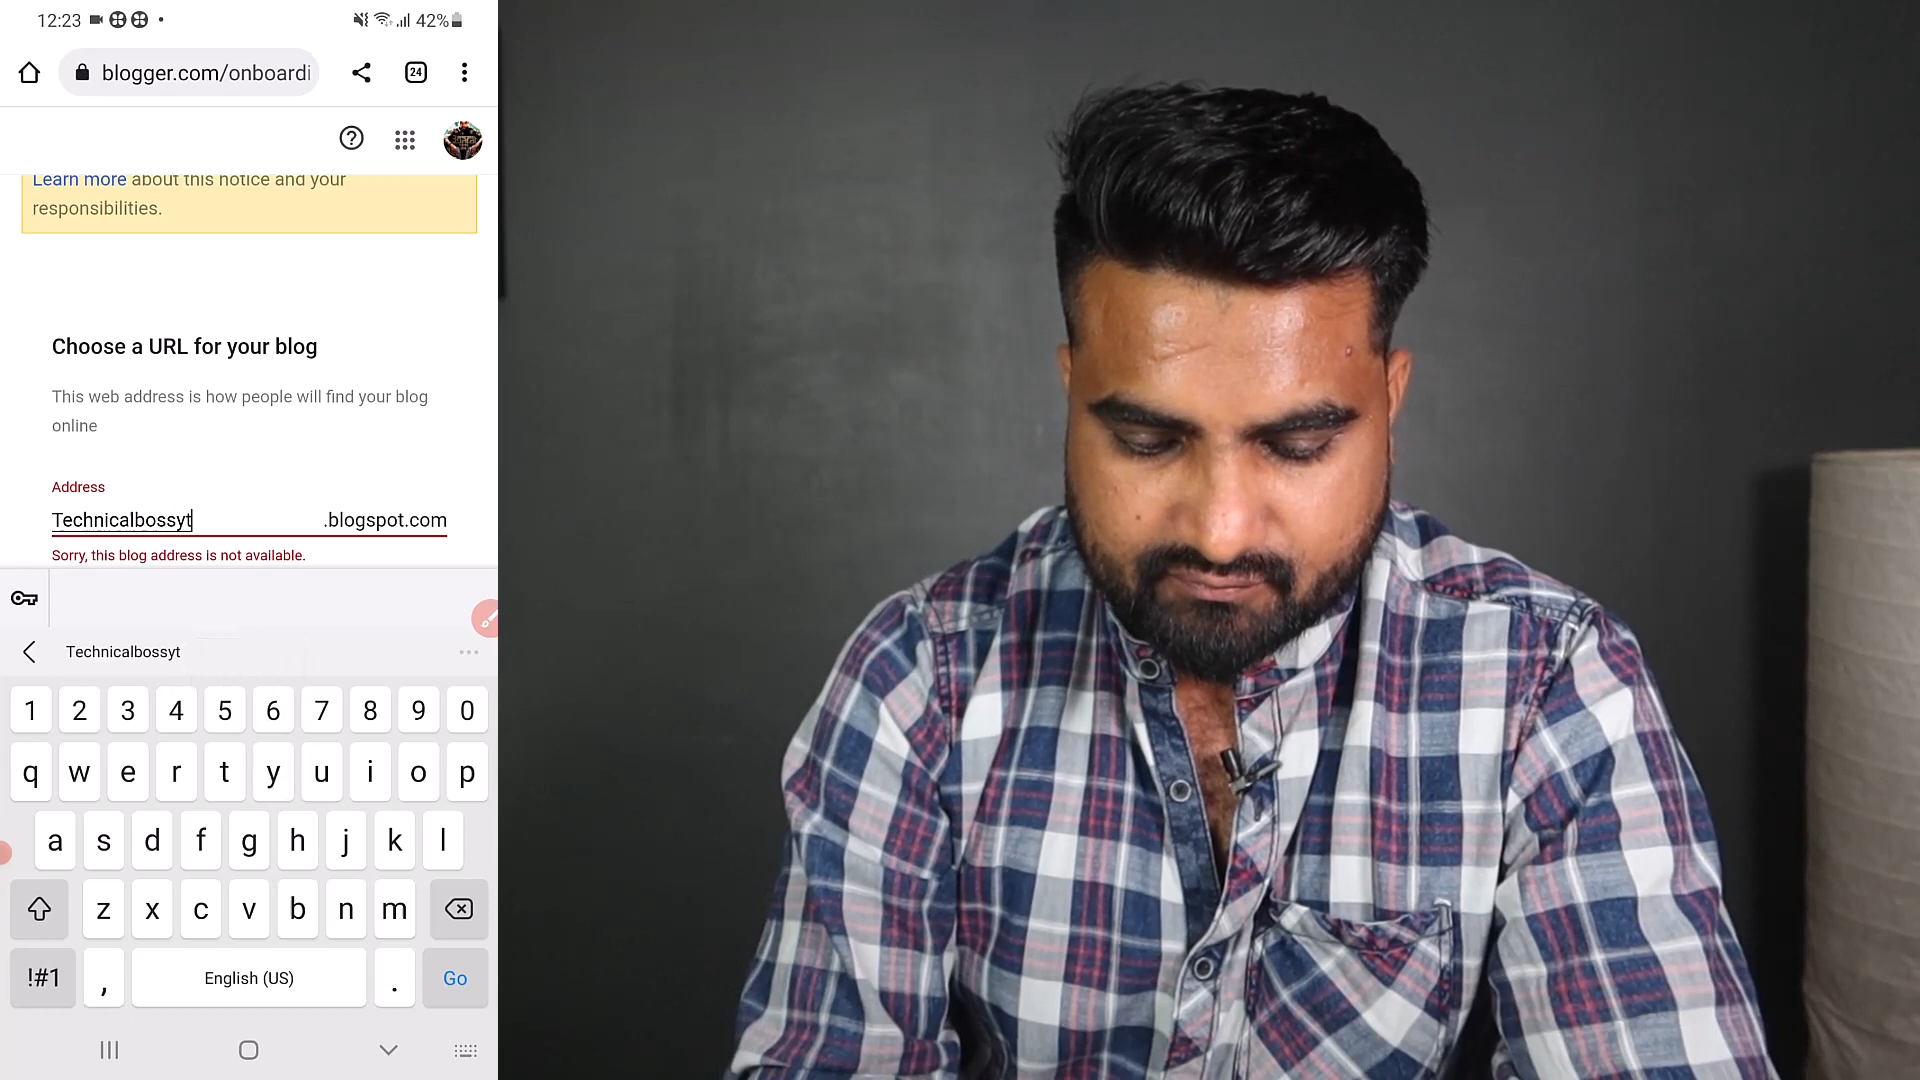 12:23
42%
blogger.com/onboardi
24
Learn more about this notice and your
responsibilities.
Choose a URL for your blog
This web address is how people will find your blog
online
Address
Technicalbossyt
.blogspot.com
Sorry, this blog address is not available.
Technicalbossyt
1 2 3 4 5 6 7 8 9 0
q w e r t y u i o p
a s d f g h j k l
z x c v b n m
!#1 , English (US) . Go